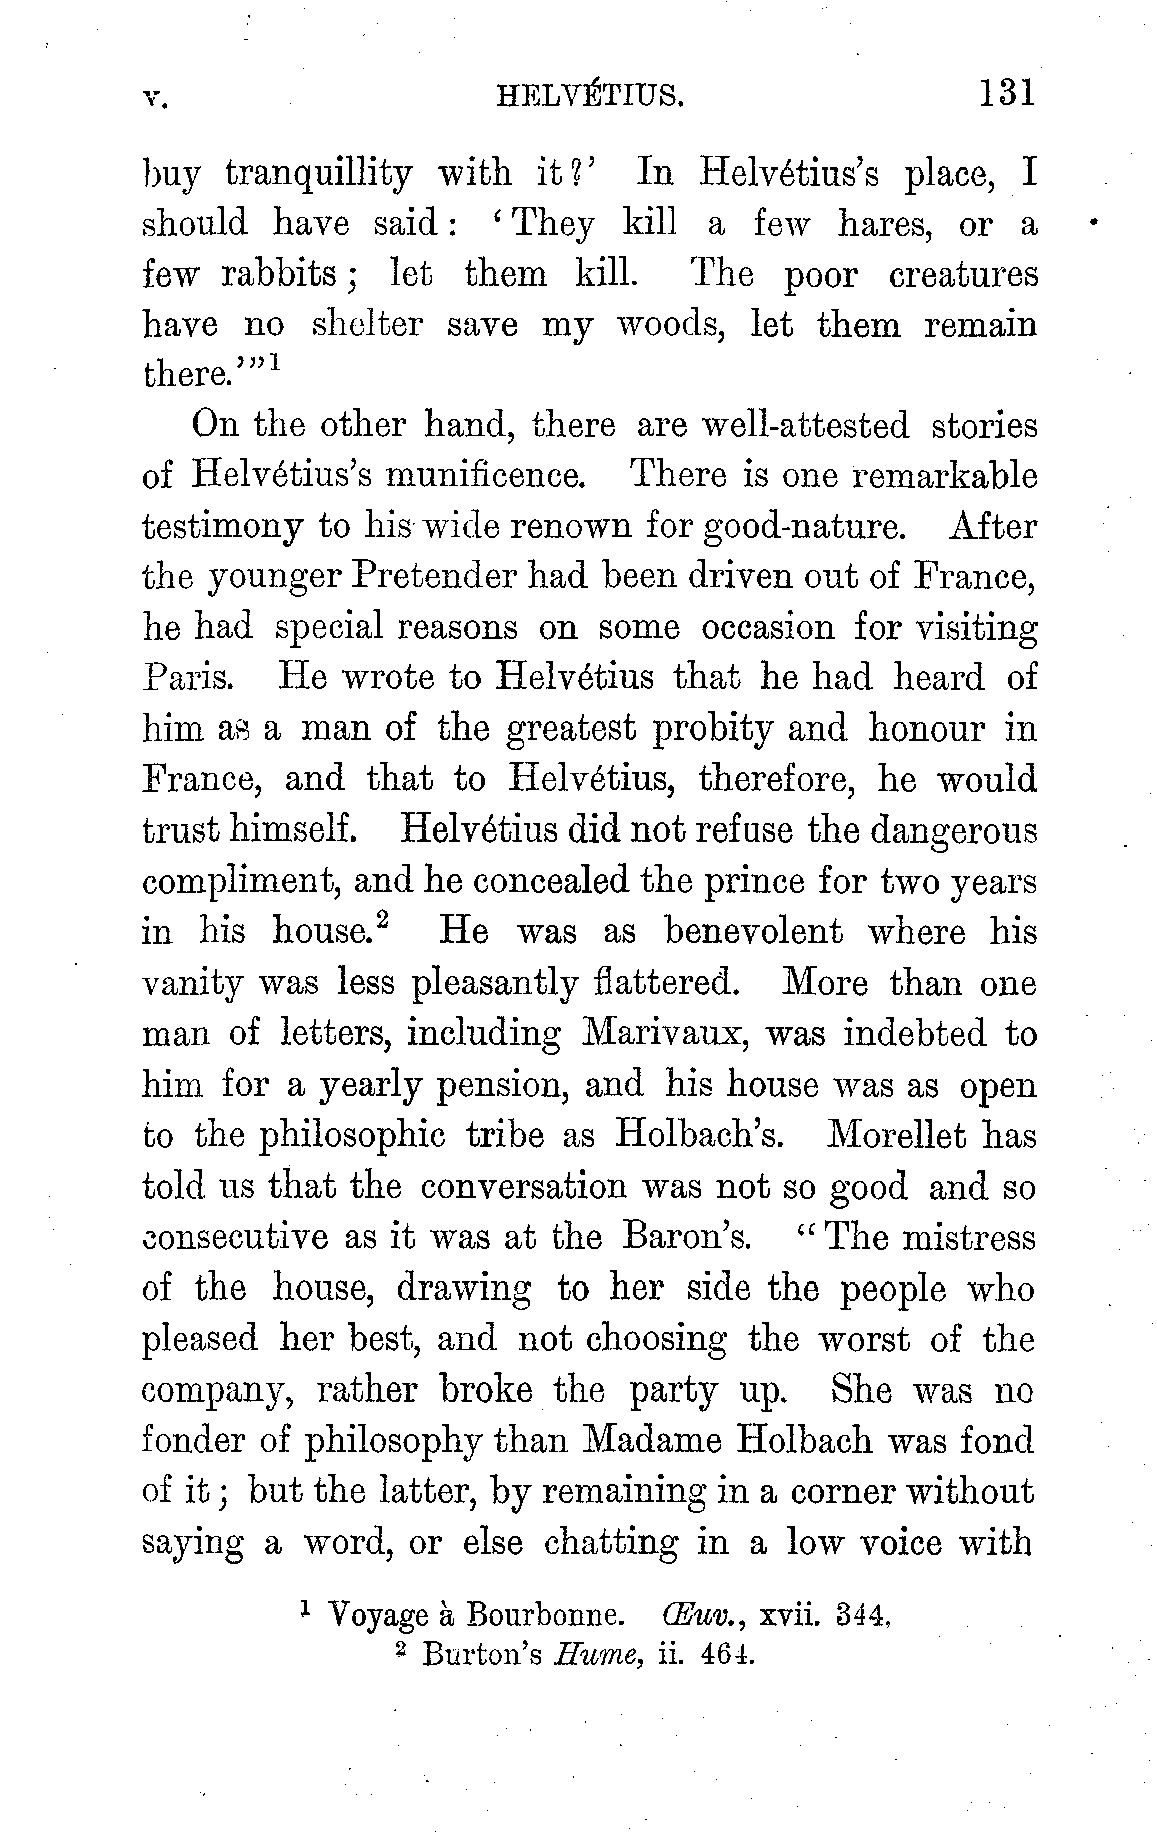 v. HELVÉTIUS. 131
buy tranquillity with it?’ In Helvétius’s place, I
should have said: ‘They kill a few hares, or a
few rabbits; let them kill. The poor creatures
have no shelter save my woods, let them remain
there.’”1
On the other hand, there are well-attested stories
of Helvétius’s munificence. There is one remarkable
testimony to his wide renown for good-nature. After
the younger Pretender had been driven out of France,
he had special reasons on some occasion for visiting
Paris. He wrote to Helvétius that he had heard of
him as a man of the greatest probity and honour in
France, and that to Helvétius, therefore, he would
trust himself. Helvétius did not refuse the dangerous
compliment, and he concealed the prince for two years
in his house.2 He was as benevolent where his
vanity was less pleasantly flattered. More than one
man of letters, including Marivaux, was indebted to
him for a yearly pension, and his house was as open
to the philosophic tribe as Holbach’s. Morellet has
told us that the conversation was not so good and so
consecutive as it was at the Baron’s. “The mistress
of the house, drawing to her side the people who
pleased her best, and not choosing the worst of the
company, rather broke the party up. She was no
fonder of philosophy than Madame Holbach was fond
of it; but the latter, by remaining in a corner without
saying a word, or else chatting in a low voice with
1 Voyage à Bourbonne. Œuv., xvii. 344.
2 Burton’s Hume, ii. 464.